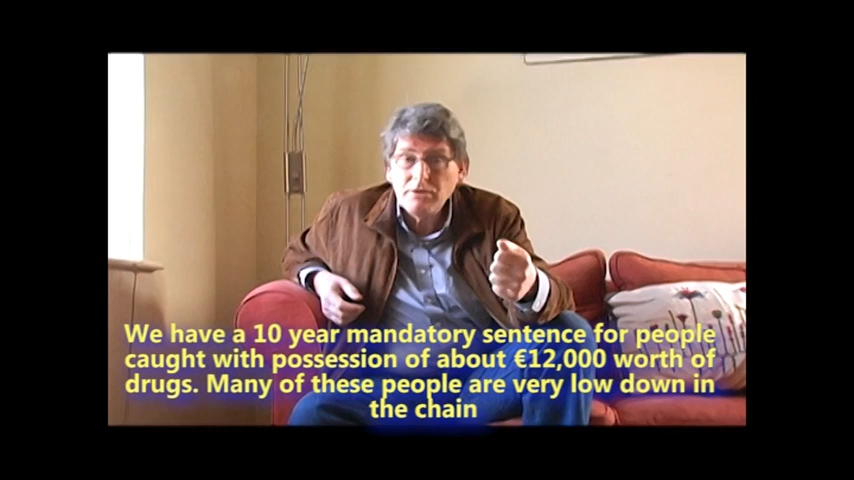 We have a 10 year mandatory sentence for people
caught with possession of about €12,000 worth of
drugs. Many of these people are very low down in
the chain